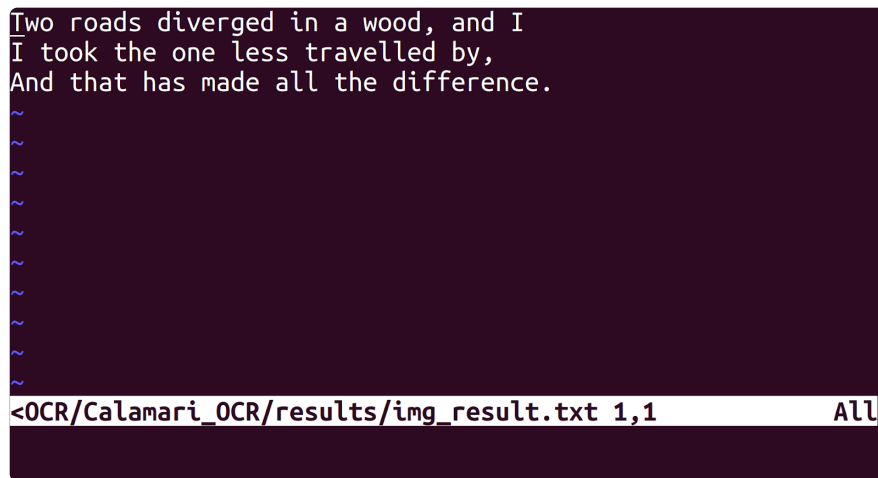 Two roads diverged in a wood, and I
I took the one less travelled by,
And that has made all the difference.
~
~
~
~
~
~
~
~
~
~
<OCR/Calamari_OCR/results/img_result.txt 1,1 All